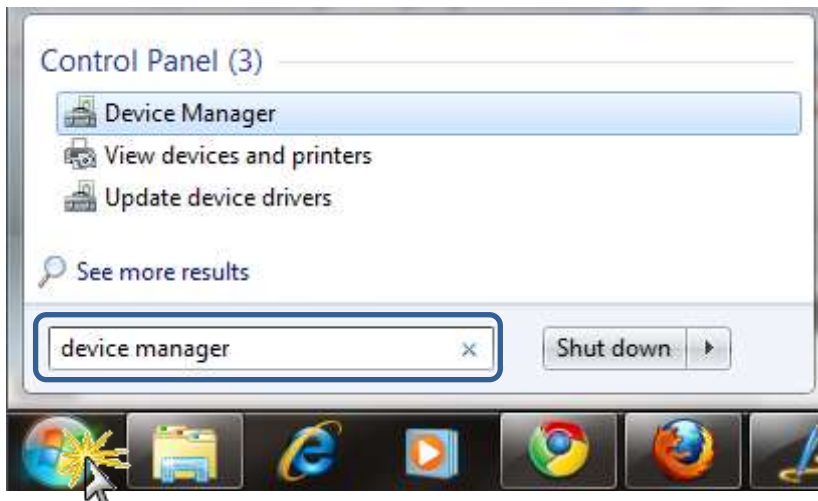 Control Panel (3)
Device Manager
View devices and printers
Update device drivers
See more results
device manager
Shut down